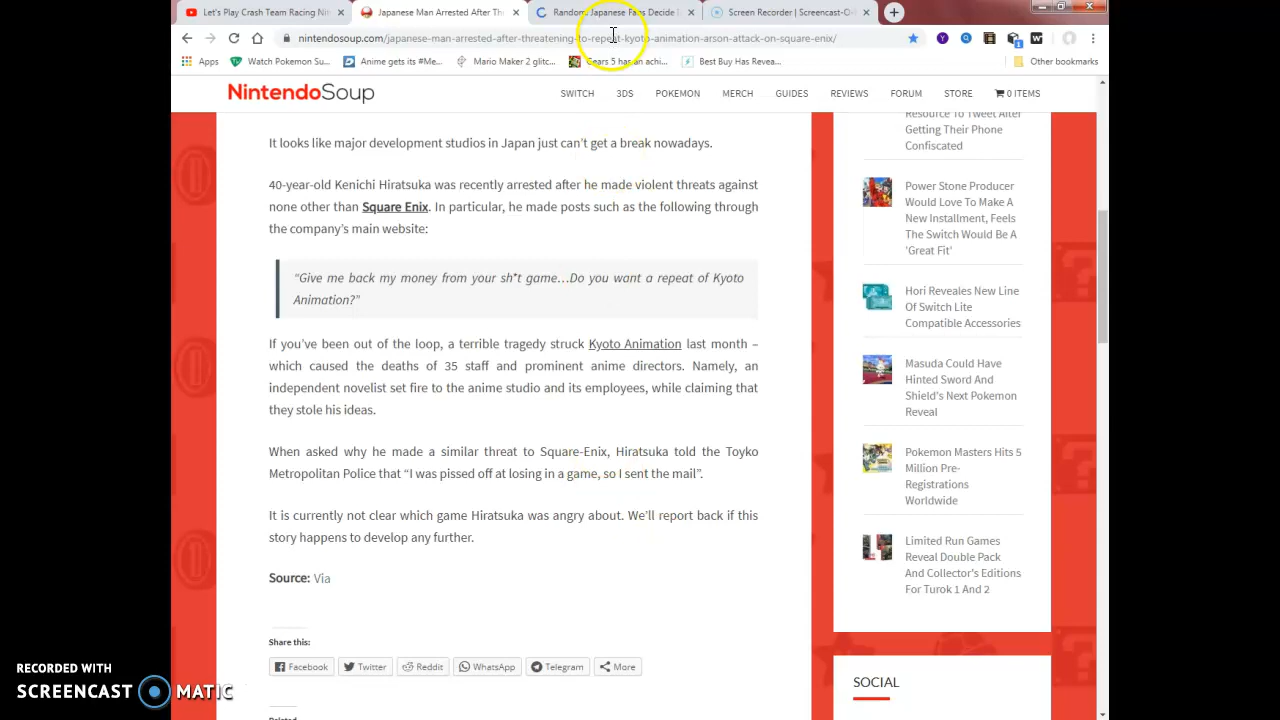 Let's Play Crash Team Racing Nit
Japanese Man Arrested After Thr
Random Japanese Fans Decide
Screen Recorder | Screencast-O-
nintendosoup.com/japanese-man-arrested-after-threatening-to-repeat-kyoto-animation-arson-attack-on-square-enix/
Apps
Watch Pokemon Su...
Anime gets its #Me...
Mario Maker 2 glitc...
Gears 5 has an achi...
Best Buy Has Revea...
Other bookmarks
NintendoSoup
SWITCH 3DS POKEMON MERCH GUIDES REVIEWS FORUM STORE 0 ITEMS
It looks like major development studios in Japan just can't get a break nowadays.
40-year-old Kenichi Hiratsuka was recently arrested after he made violent threats against
none other than Square Enix. In particular, he made posts such as the following through
the company's main website:
“Give me back my money from your sh*t game…Do you want a repeat of Kyoto
Animation?”
If you've been out of the loop, a terrible tragedy struck Kyoto Animation last month –
which caused the deaths of 35 staff and prominent anime directors. Namely, an
independent novelist set fire to the anime studio and its employees, while claiming that
they stole his ideas.
When asked why he made a similar threat to Square-Enix, Hiratsuka told the Toyko
Metropolitan Police that “I was pissed off at losing in a game, so I sent the mail”.
It is currently not clear which game Hiratsuka was angry about. We'll report back if this
story happens to develop any further.
Source: Via
Share this:
Facebook Twitter Reddit WhatsApp Telegram More
Resource To Tweet After
Getting Their Phone
Confiscated
Power Stone Producer
Would Love To Make A
New Installment, Feels
The Switch Would Be A
'Great Fit'
Hori Reveals New Line
Of Switch Lite
Compatible Accessories
Masuda Could Have
Hinted Sword And
Shield's Next Pokemon
Reveal
Pokemon Masters Hits 5
Million Pre-
Registrations
Worldwide
Limited Run Games
Reveal Double Pack
And Collector's Editions
For Turok 1 And 2
SOCIAL
RECORDED WITH
SCREENCAST MATIC